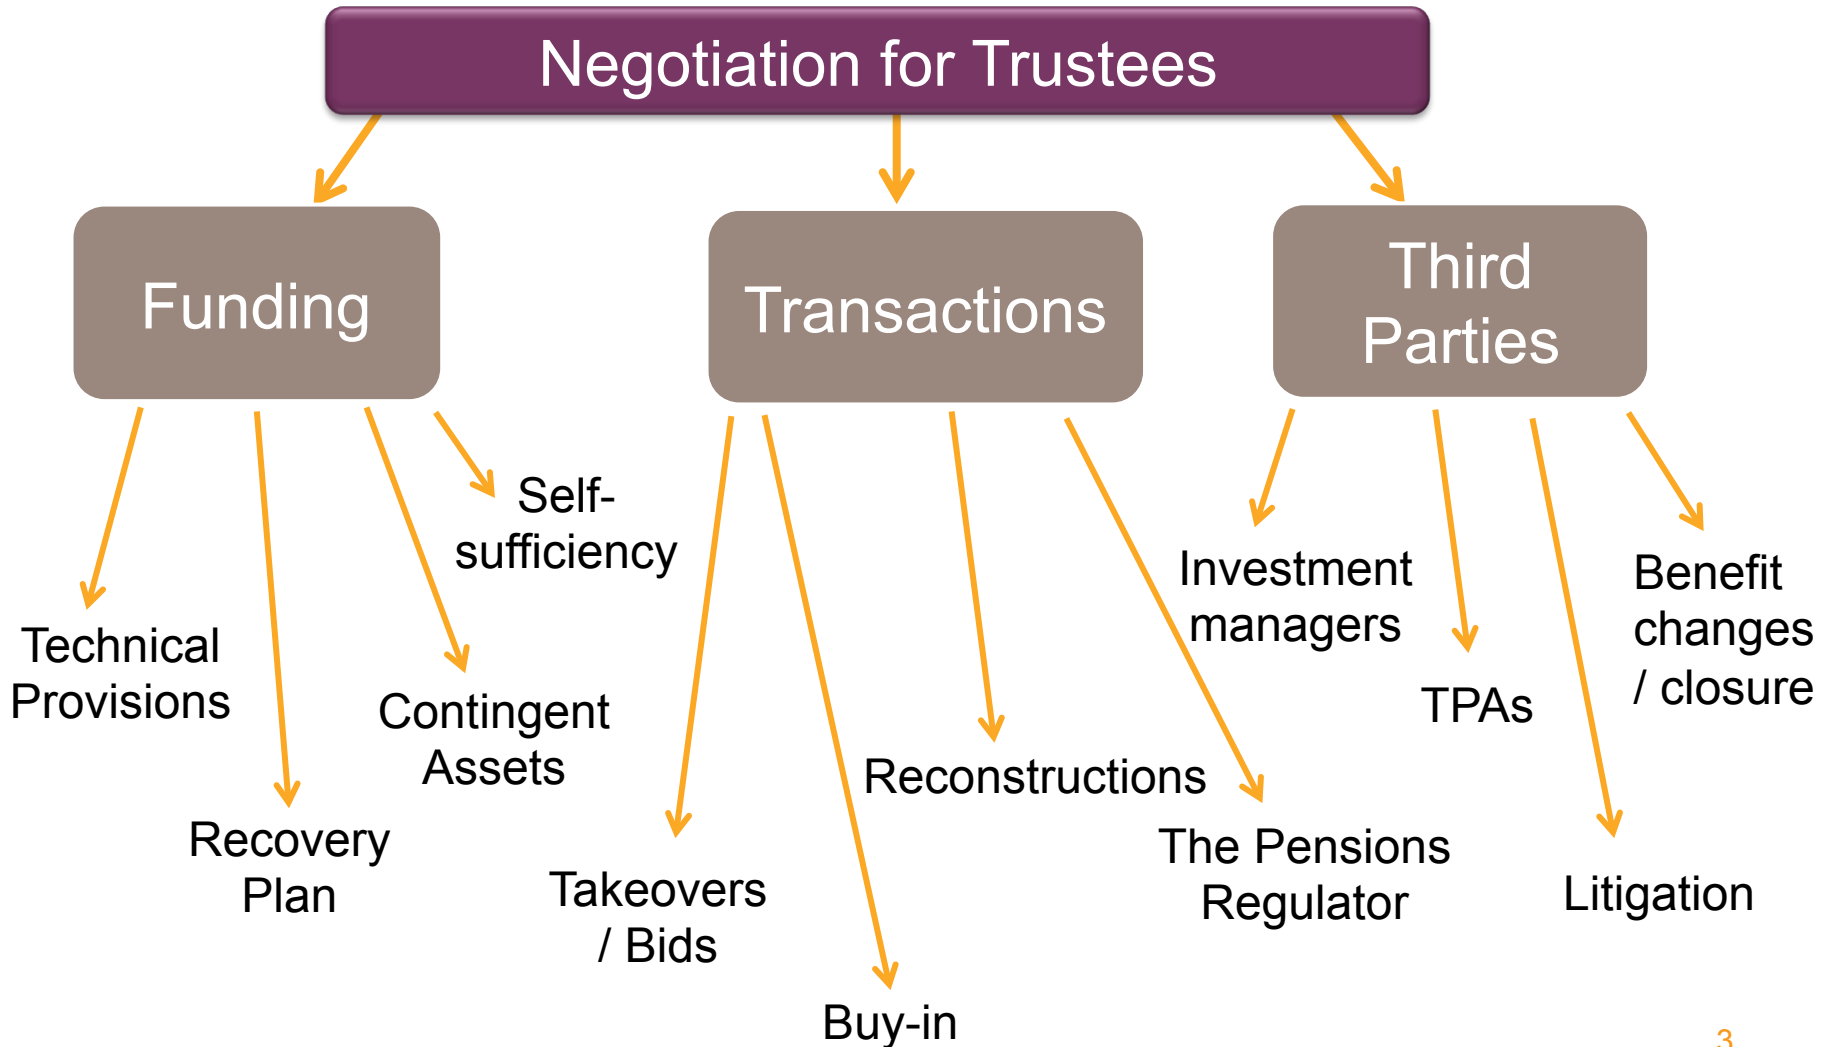 Negotiation for Trustees
Funding
Transactions
Third
Parties
Self-
sufficiency
Technical
Provisions
Contingent
Assets
Recovery
Plan
Takeovers
/ Bids
Buy-in
Reconstructions
The Pensions
Regulator
Investment
managers
TPAs
Litigation
Benefit
changes
/ closure
3